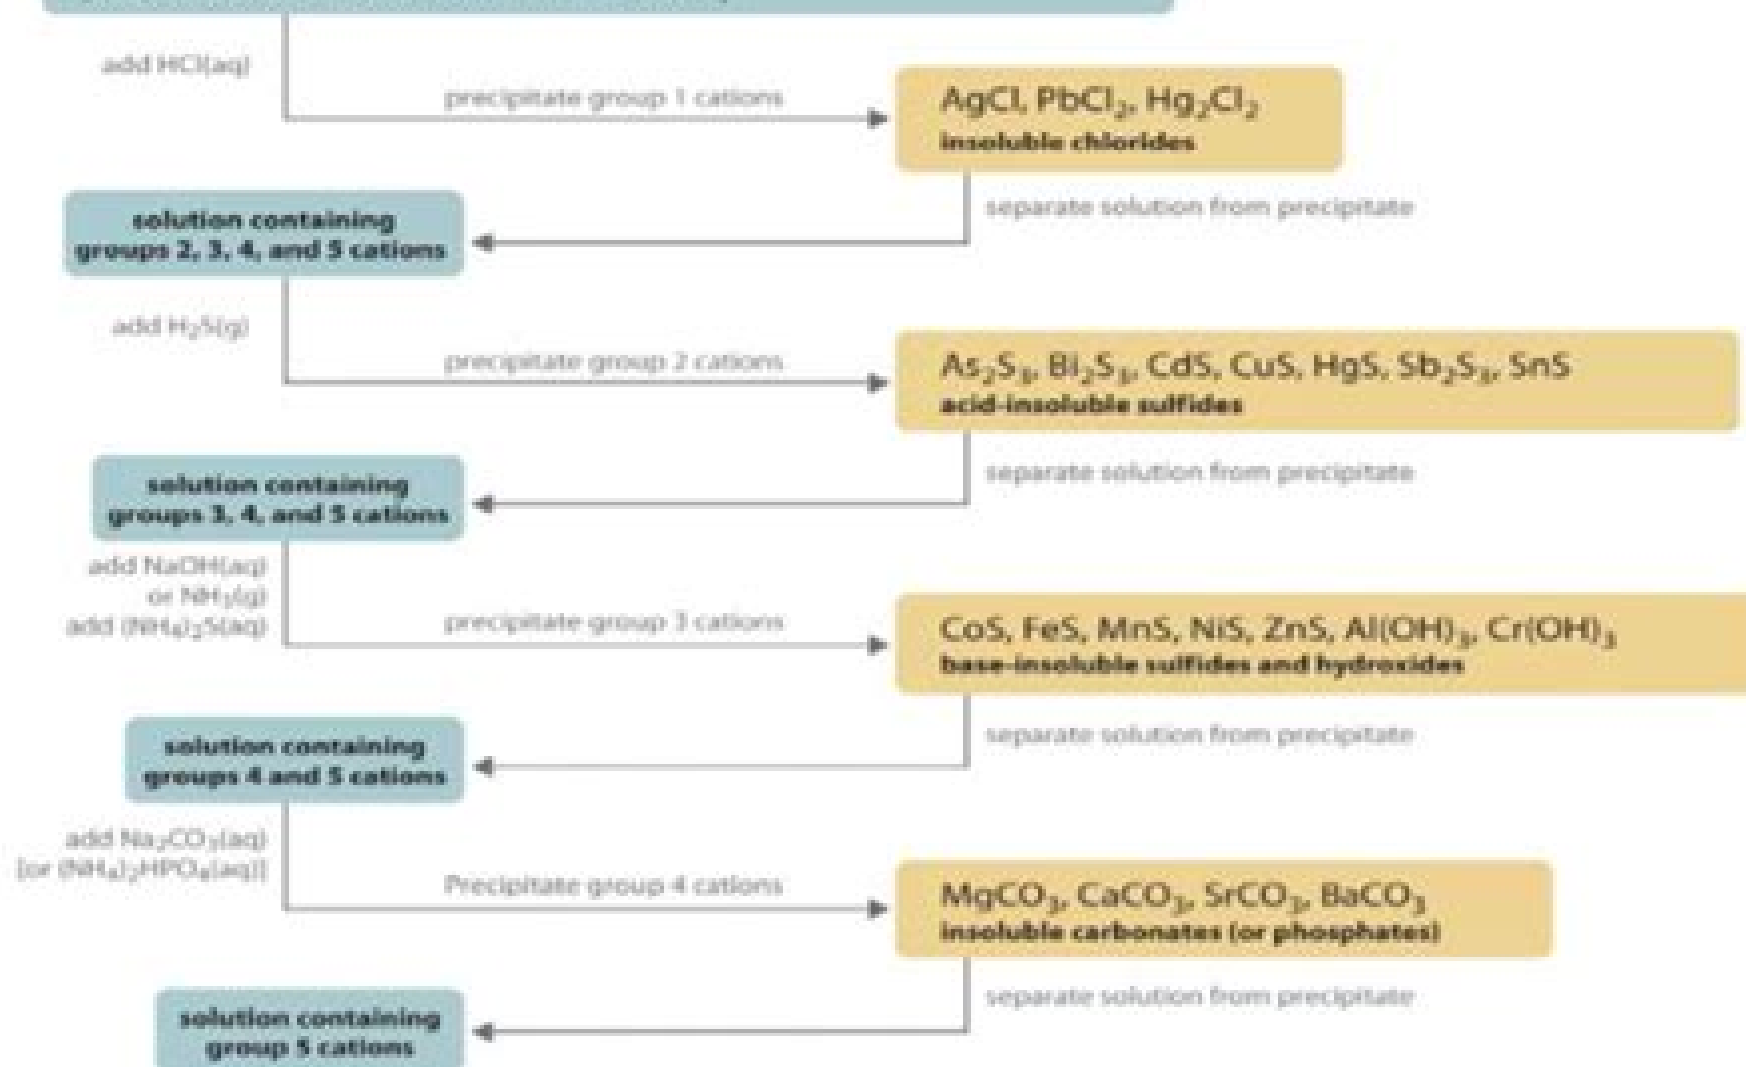 add HCl(aq)
precipitate group 1 cations
AgCl, PbCl₂, Hg₂Cl₂
insoluble chlorides
separate solution from precipitate
solution containing
groups 2, 3, 4, and 5 cations
add H₂S(g)
precipitate group 2 cations
As₂S₃, Bi₂S₃, CdS, CuS, HgS, Sb₂S₃, SnS
acid-insoluble sulfides
separate solution from precipitate
solution containing
groups 3, 4, and 5 cations
add NaOH(aq)
or NH₃(g)
add (NH₄)₂S(aq)
precipitate group 3 cations
CoS, FeS, MnS, NiS, ZnS, Al(OH)₃, Cr(OH)₃
base-insoluble sulfides and hydroxides
separate solution from precipitate
solution containing
groups 4 and 5 cations
add Na₂CO₃(aq)
[or (NH₄)₂HPO₄(aq)]
Precipitate group 4 cations
MgCO₃, CaCO₃, SrCO₃, BaCO₃
insoluble carbonates (or phosphates)
separate solution from precipitate
solution containing
group 5 cations